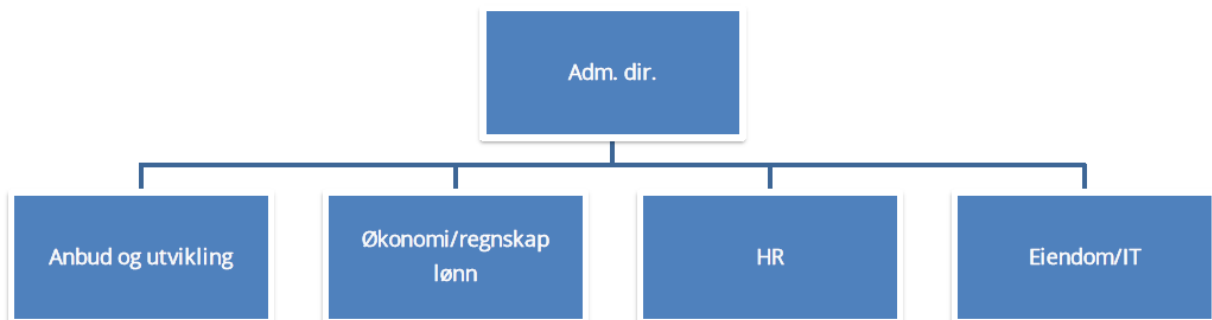 Adm. dir.
Anbud og utvikling
Økonomi/regnskap
lønn
HR
Eiendom/IT